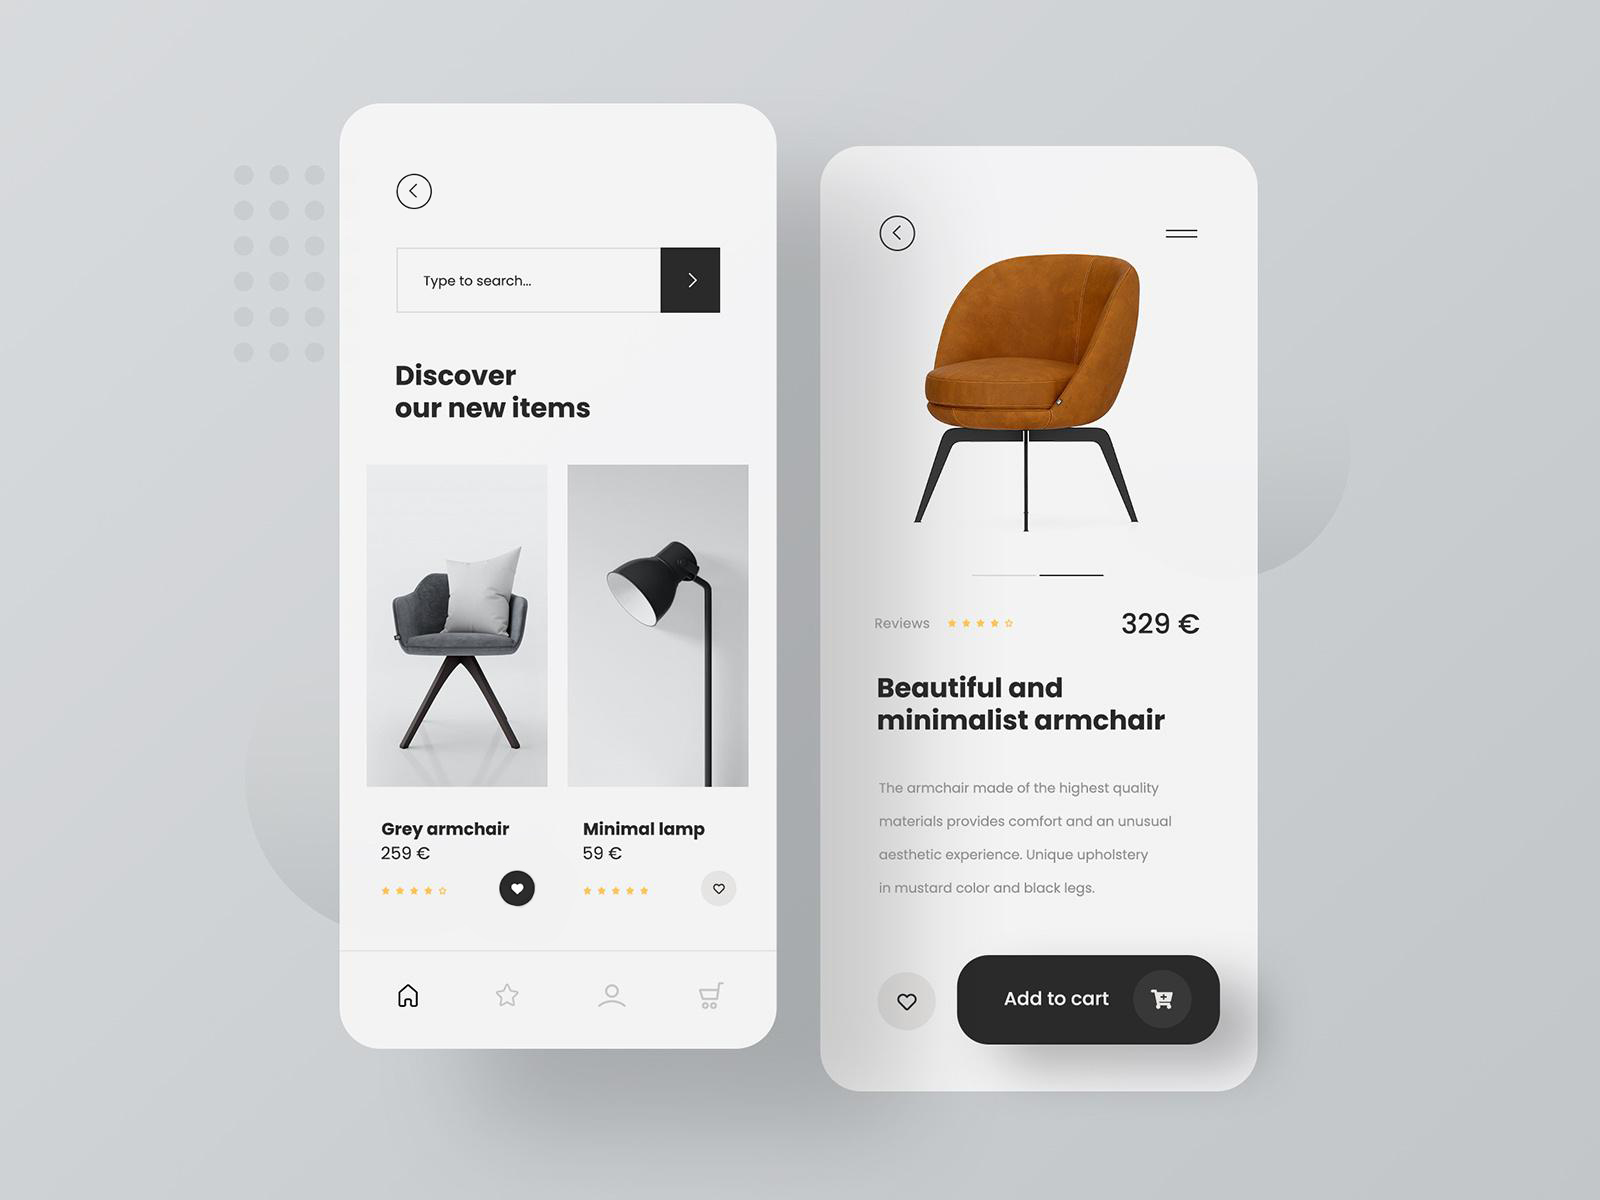 Type to search...
Discover
our new items
Grey armchair
259 €
Minimal lamp
59 €
Reviews
329 €
Beautiful and
minimalist armchair
The armchair made of the highest quality
materials provides comfort and an unusual
aesthetic experience. Unique upholstery
in mustard color and black legs.
Add to cart